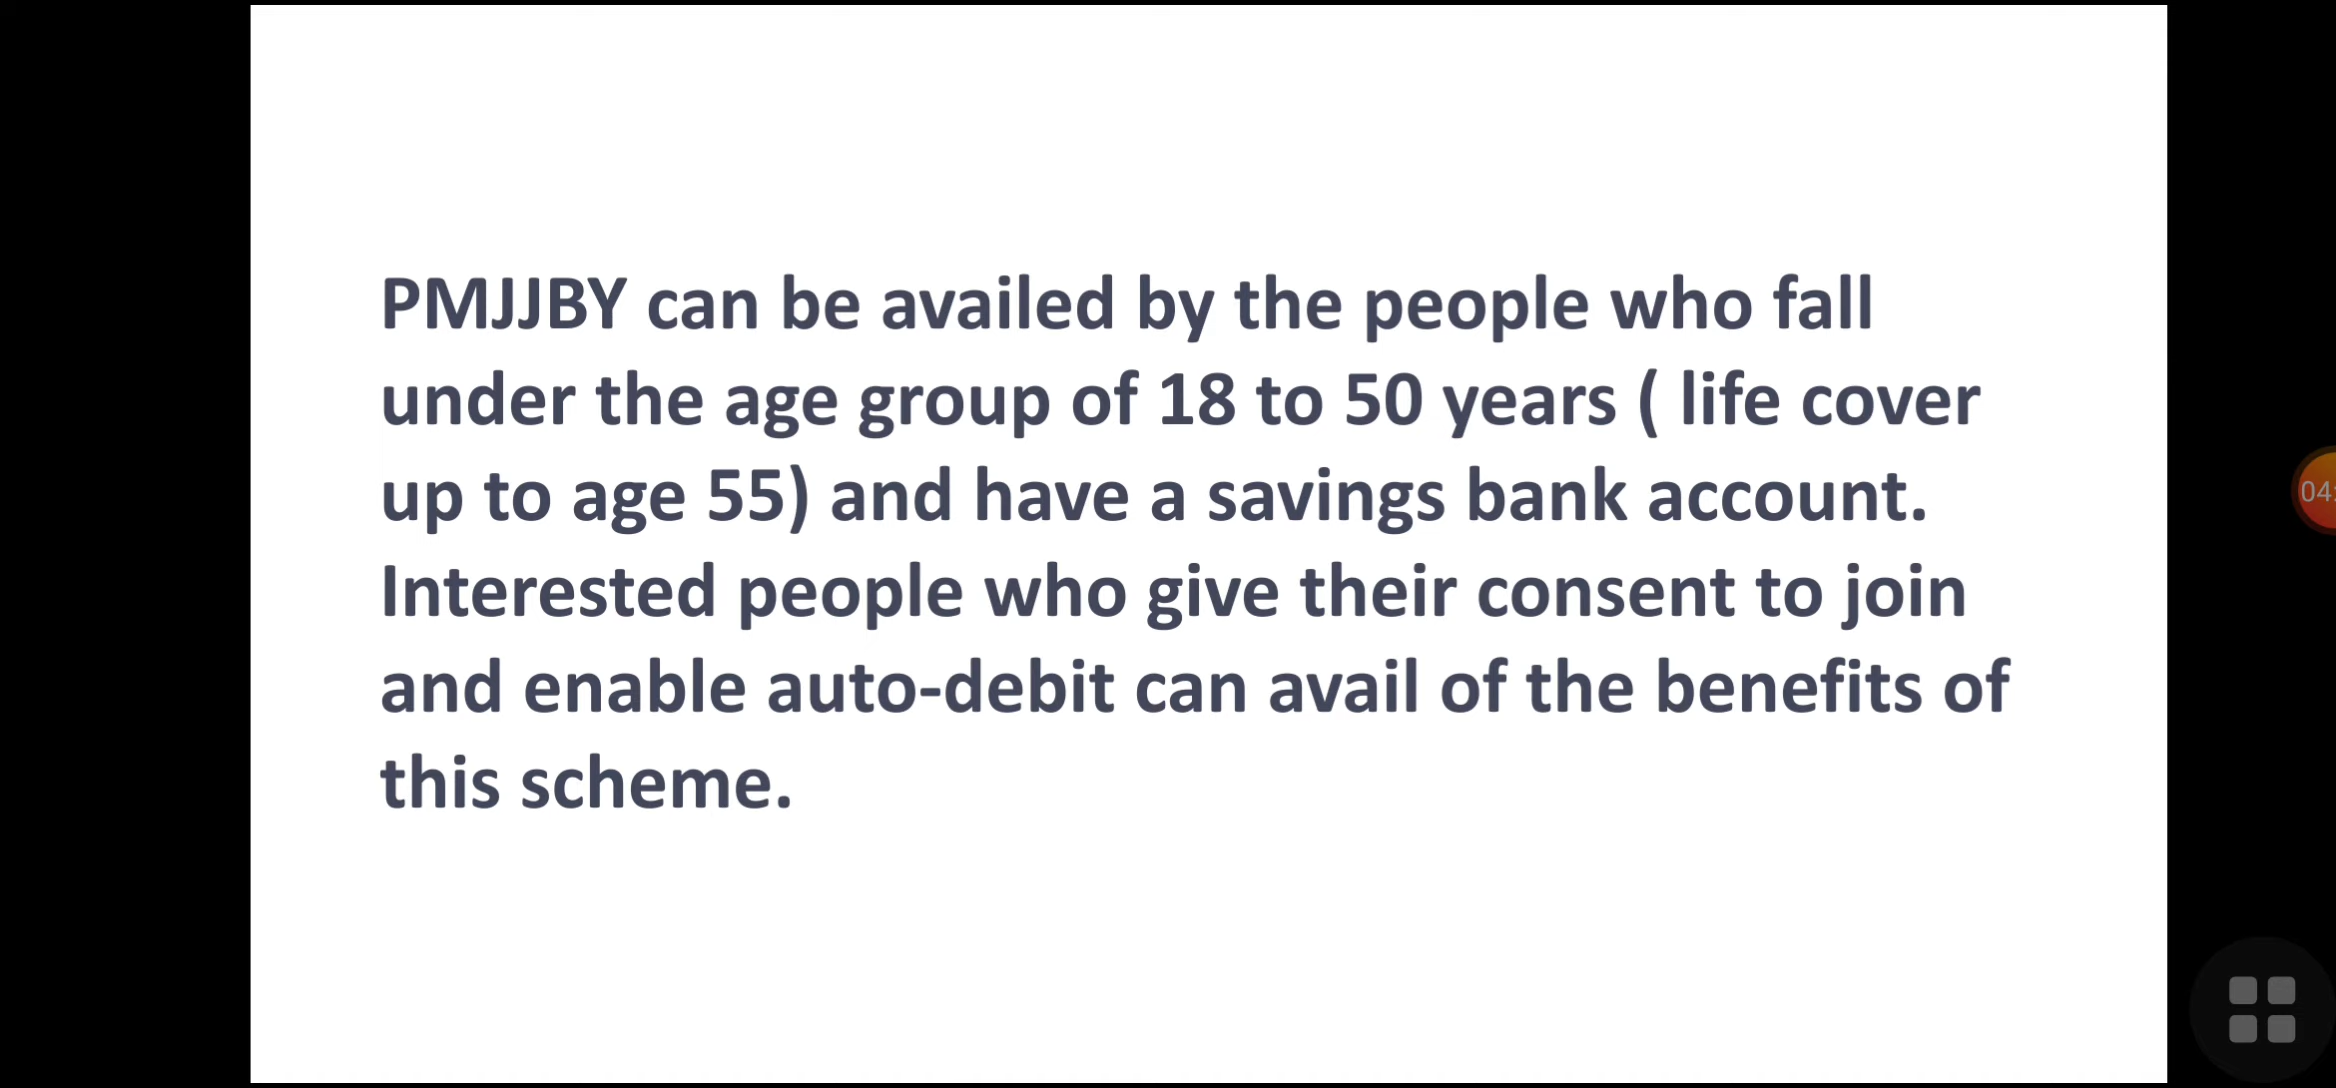 PMJJBY can be availed by the people who fall
under the age group of 18 to 50 years ( life cover
up to age 55) and have a savings bank account.
Interested people who give their consent to join
and enable auto-debit can avail of the benefits of
this scheme.
04: